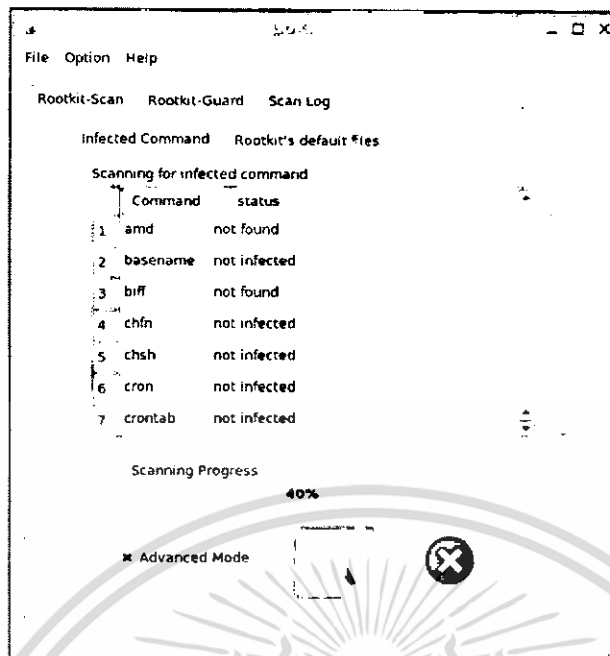 File Option Help
Rootkit-Scan Rootkit-Guard Scan Log
Infected Command Rootkit's default files
Scanning for infected command
Command status
1 amd not found
2 basename not infected
3 biff not found
4 chfn not infected
5 chsh not infected
6 cron not infected
7 crontab not infected
Scanning Progress
40%
Advanced Mode